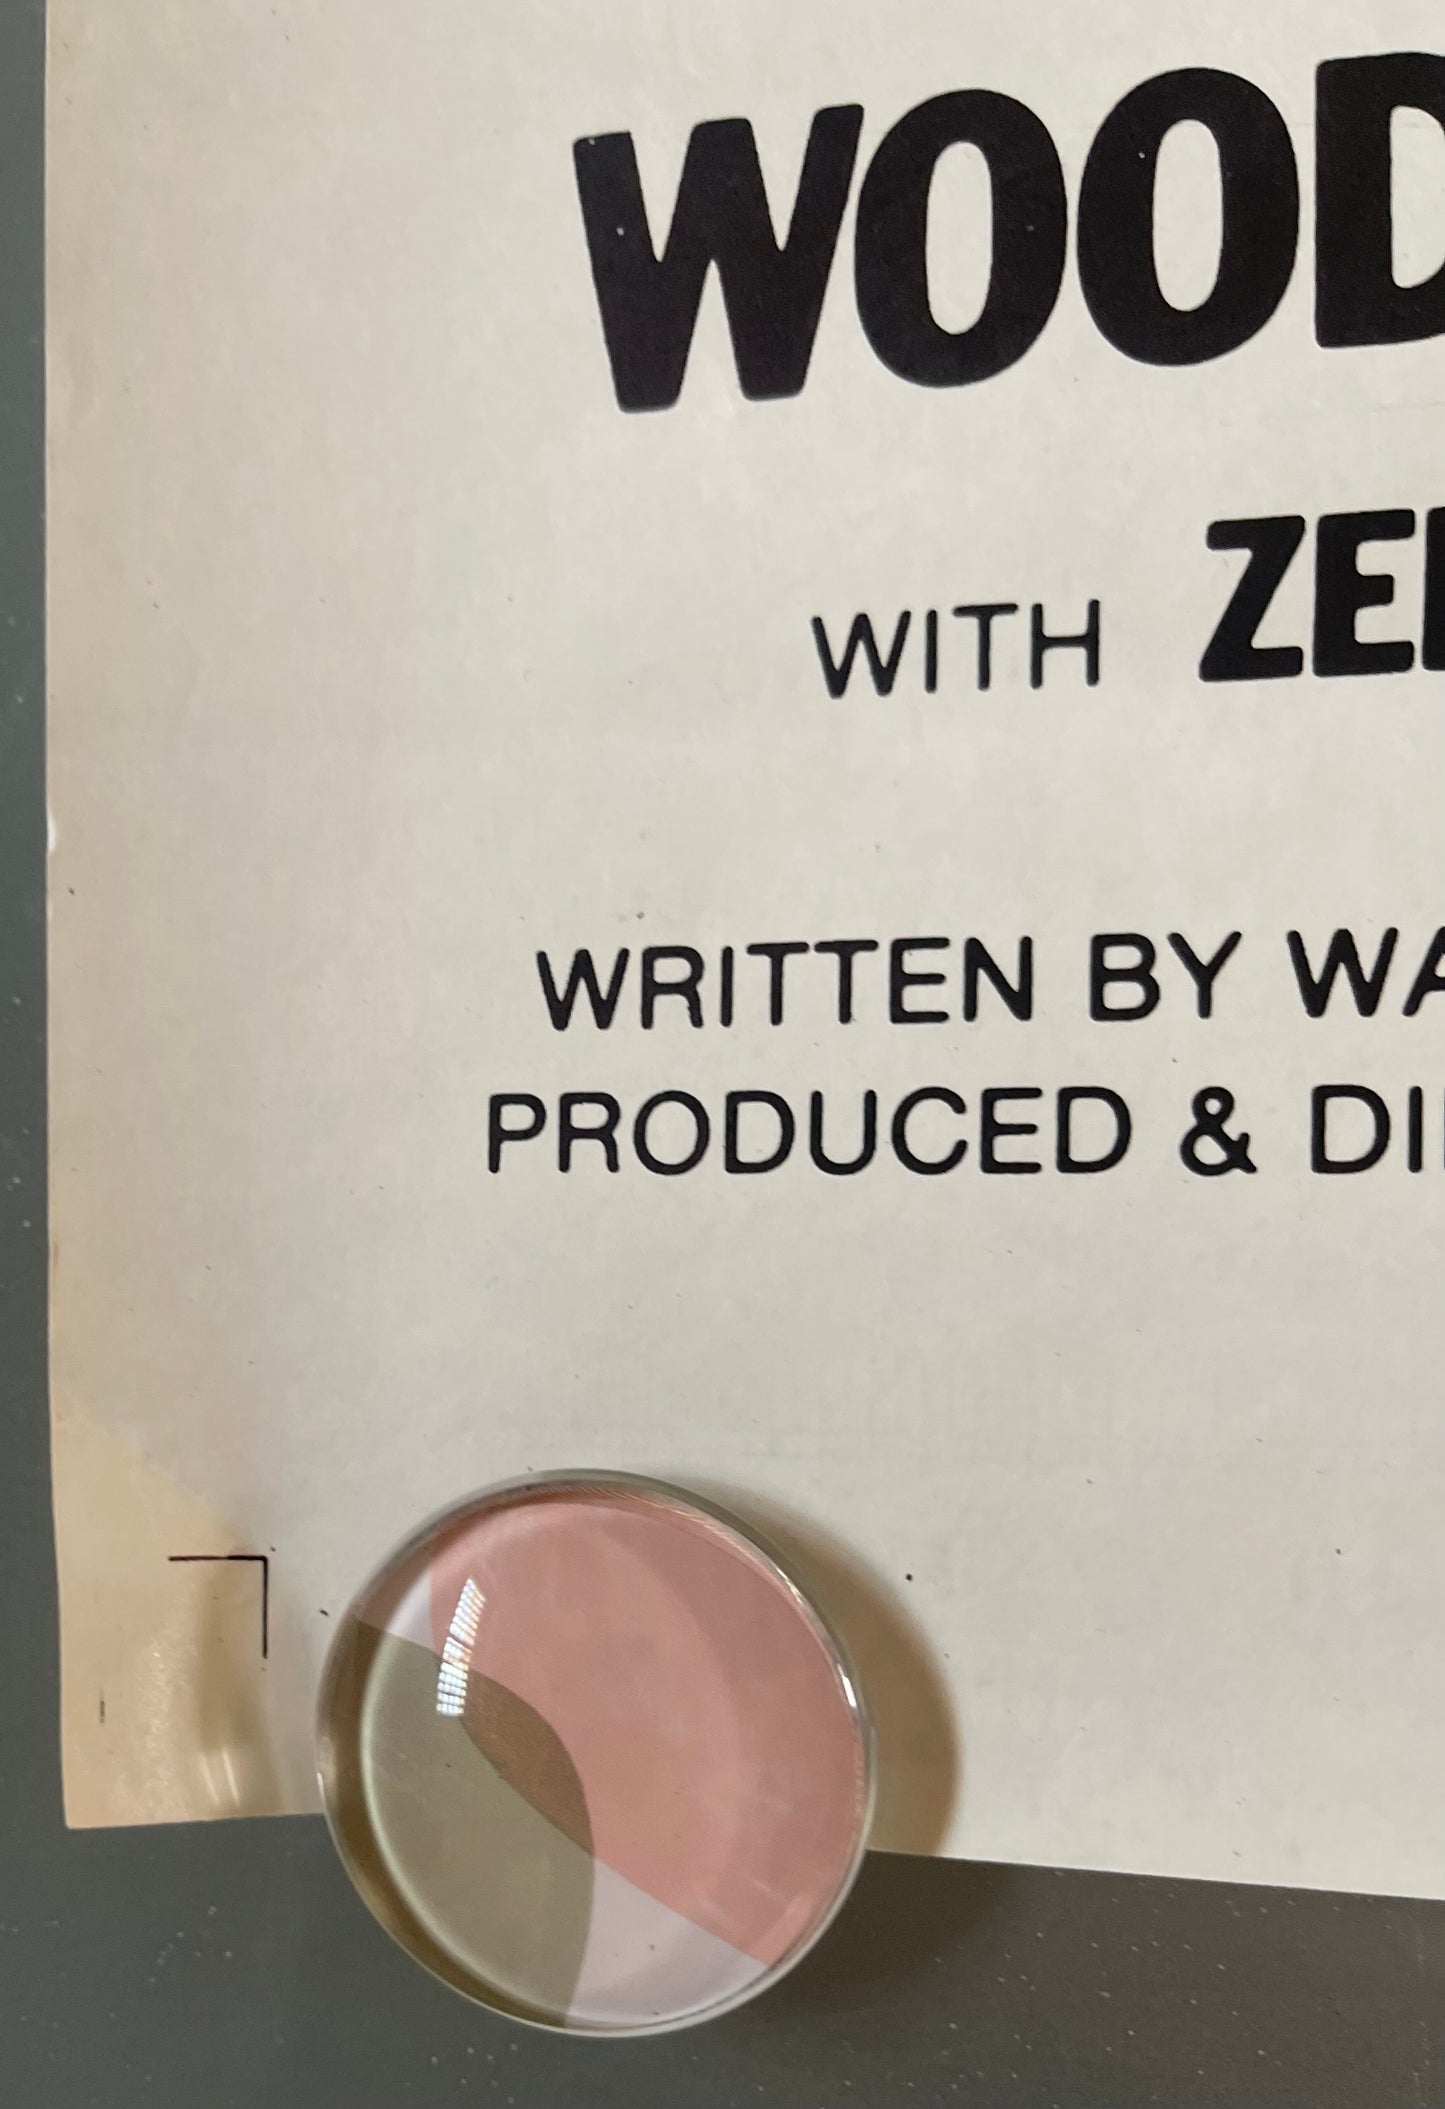 WOOD
WITH ZE
WRITTEN BY WA
PRODUCED & DI